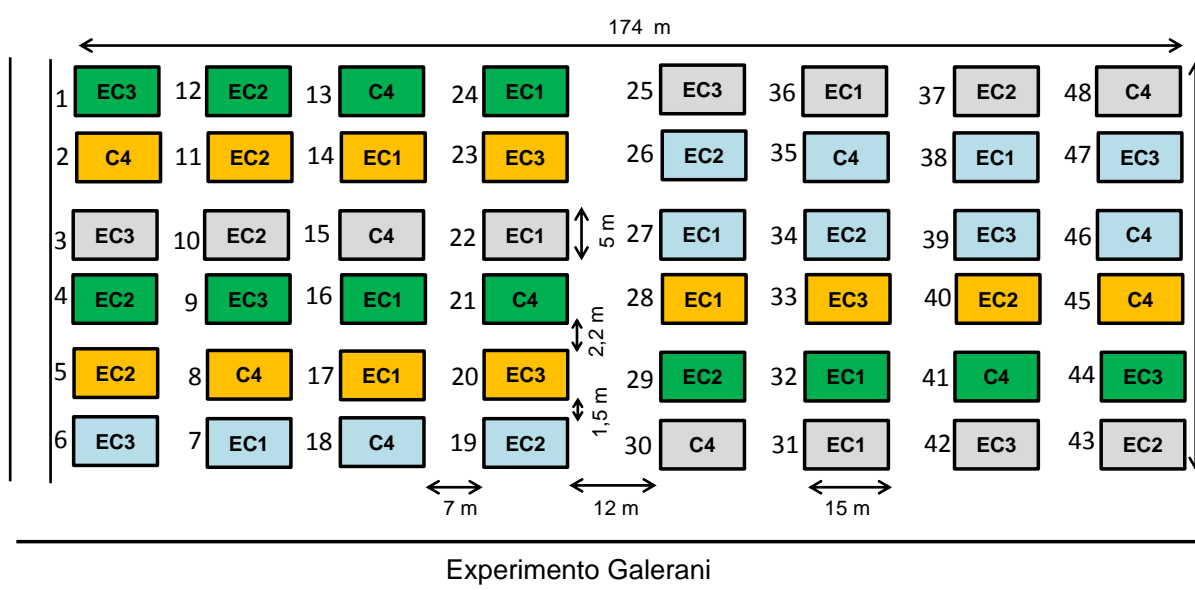 174 m
1 EC3 12 EC2 13 C4 24 EC1 25 EC3 36 EC1 37 EC2 48 C4
2 C4 11 EC2 14 EC1 23 EC3 26 EC2 35 C4 38 EC1 47 EC3
3 EC3 10 EC2 15 C4 22 EC1 5 m 27 EC1 34 EC2 39 EC3 46 C4
4 EC2 9 EC3 16 EC1 21 C4 28 EC1 33 EC3 40 EC2 45 C4
2,2 m
5 EC2 8 C4 17 EC1 20 EC3 29 EC2 32 EC1 41 C4 44 EC3
1,5 m
6 EC3 7 EC1 18 C4 19 EC2 30 C4 31 EC1 42 EC3 43 EC2
7 m 12 m 15 m
Experimento Galerani